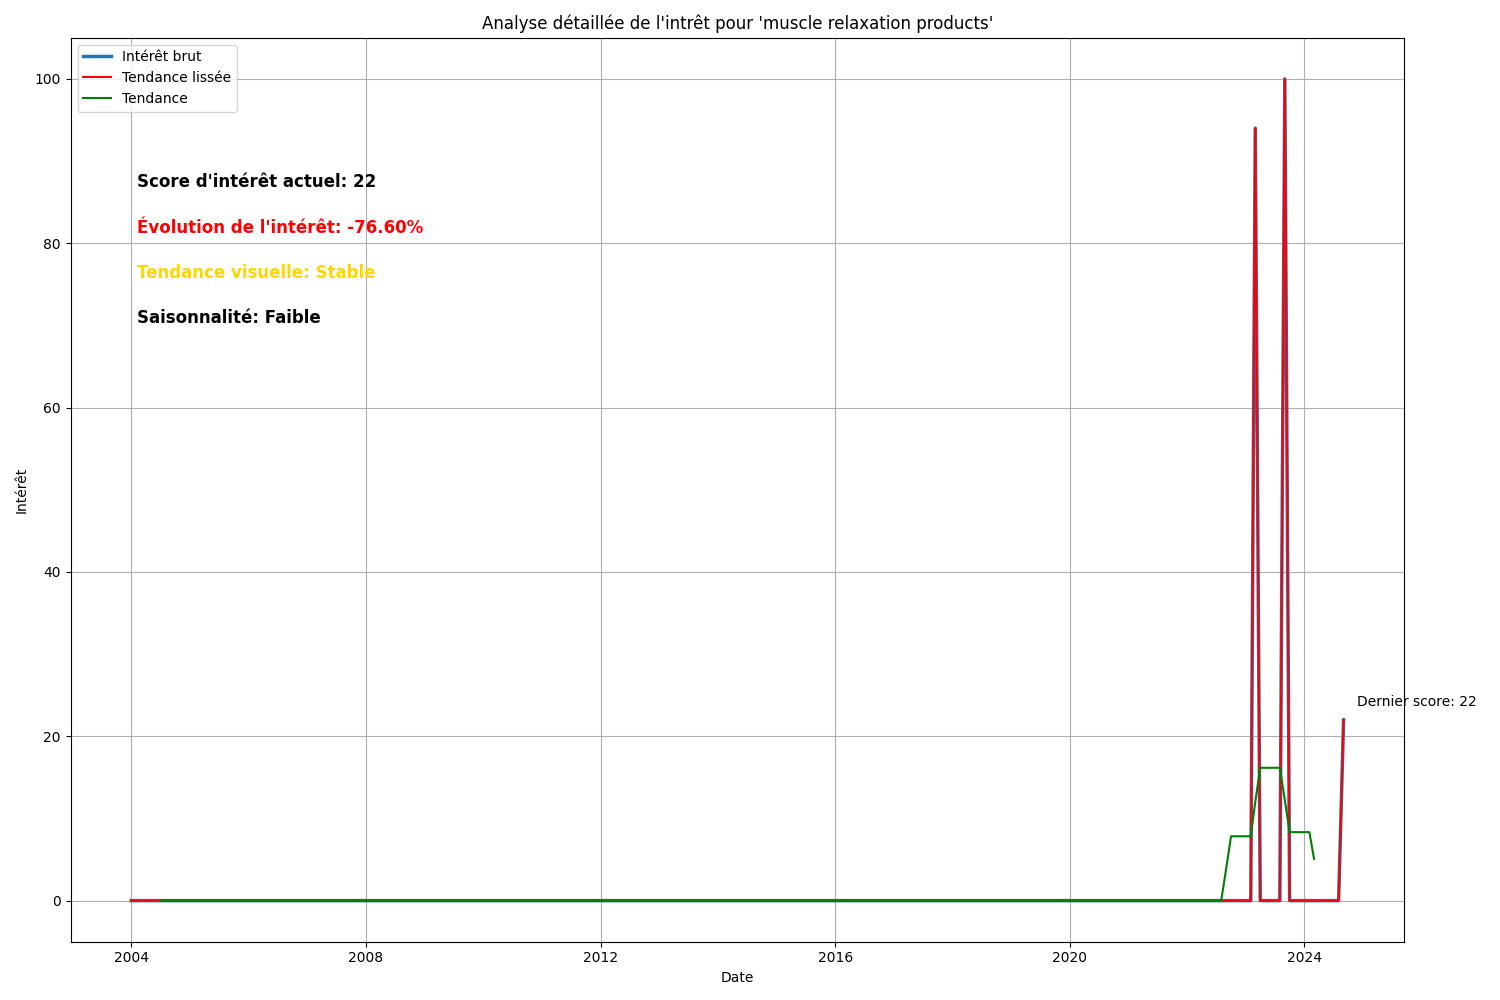 Analyse détaillée de l'intrêt pour 'muscle relaxation products'
Intérêt brut
Tendance lissée
Tendance
Score d'intérêt actuel: 22
Évolution de l'intérêt: -76.60%
Tendance visuelle: Stable
Saisonnalité: Faible
Dernier score: 22
Intérêt
100
80
60
40
20
0
2004
2008
2012
2016
2020
2024
Date